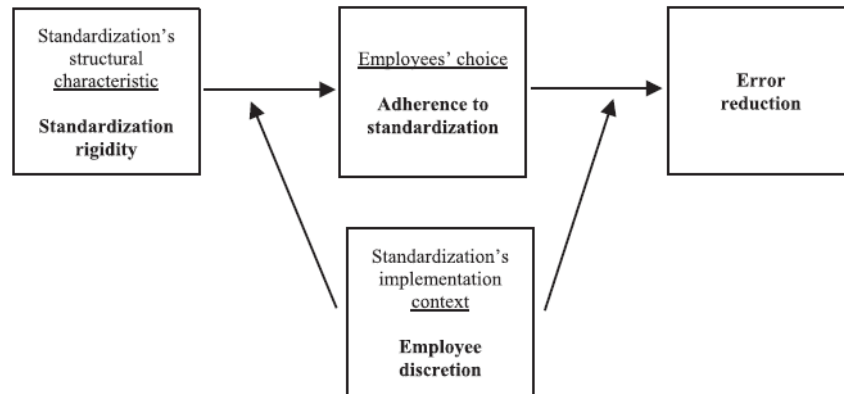 Standardization’s
structural
characteristic
Standardization
rigidity
Employees’ choice
Adherence to
standardization
Error
reduction
Standardization’s
implementation
context
Employee
discretion